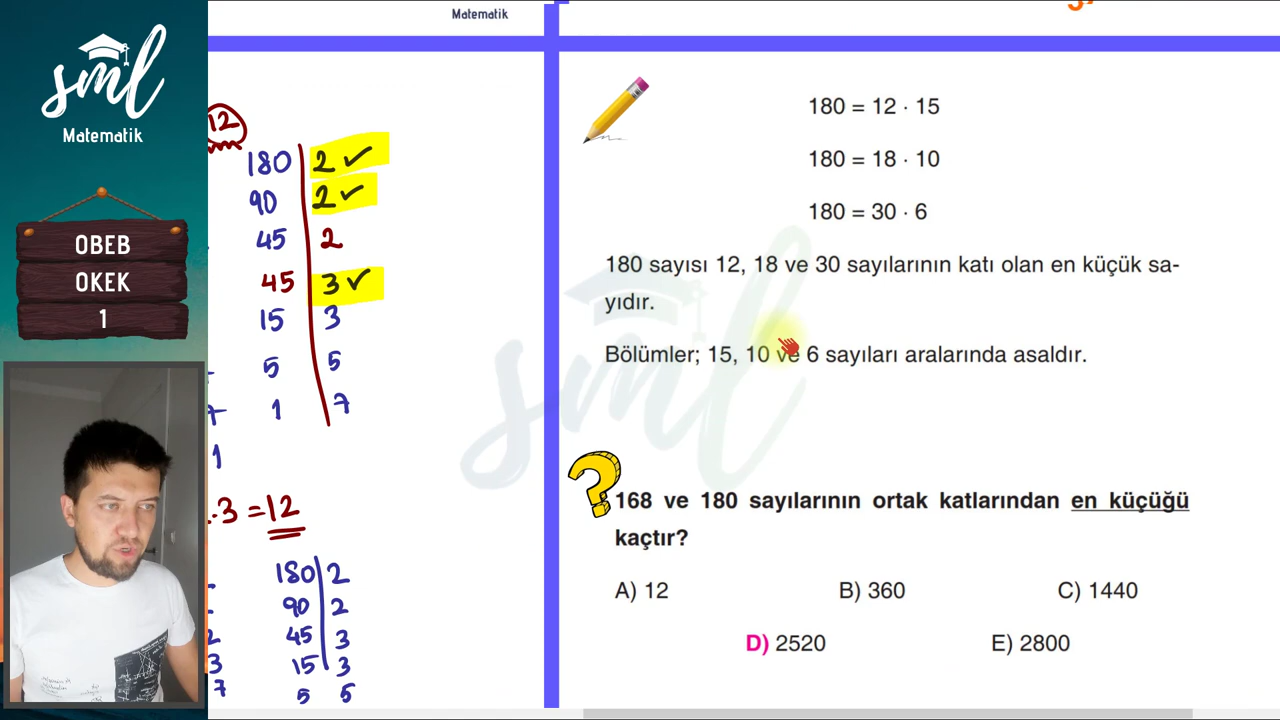 sml
Matematik
OBEB
OKEK
1
Matematik
12
180 2 ✓
90 2 ✓
45 2
45 3 ✓
15 3
5 5
1 7
1
.3 = 12
180 2
90 2
45 3
3 15 3
7 5 5
180 = 12 · 15
180 = 18 · 10
180 = 30 · 6
180 sayısı 12, 18 ve 30 sayılarının katı olan en küçük sa-
yıdır.
Bölümler; 15, 10 ve 6 sayıları aralarında asaldır.
sml
168 ve 180 sayılarının ortak katlarından en küçüğü
kaçtır?
A) 12 B) 360 C) 1440
D) 2520 E) 2800